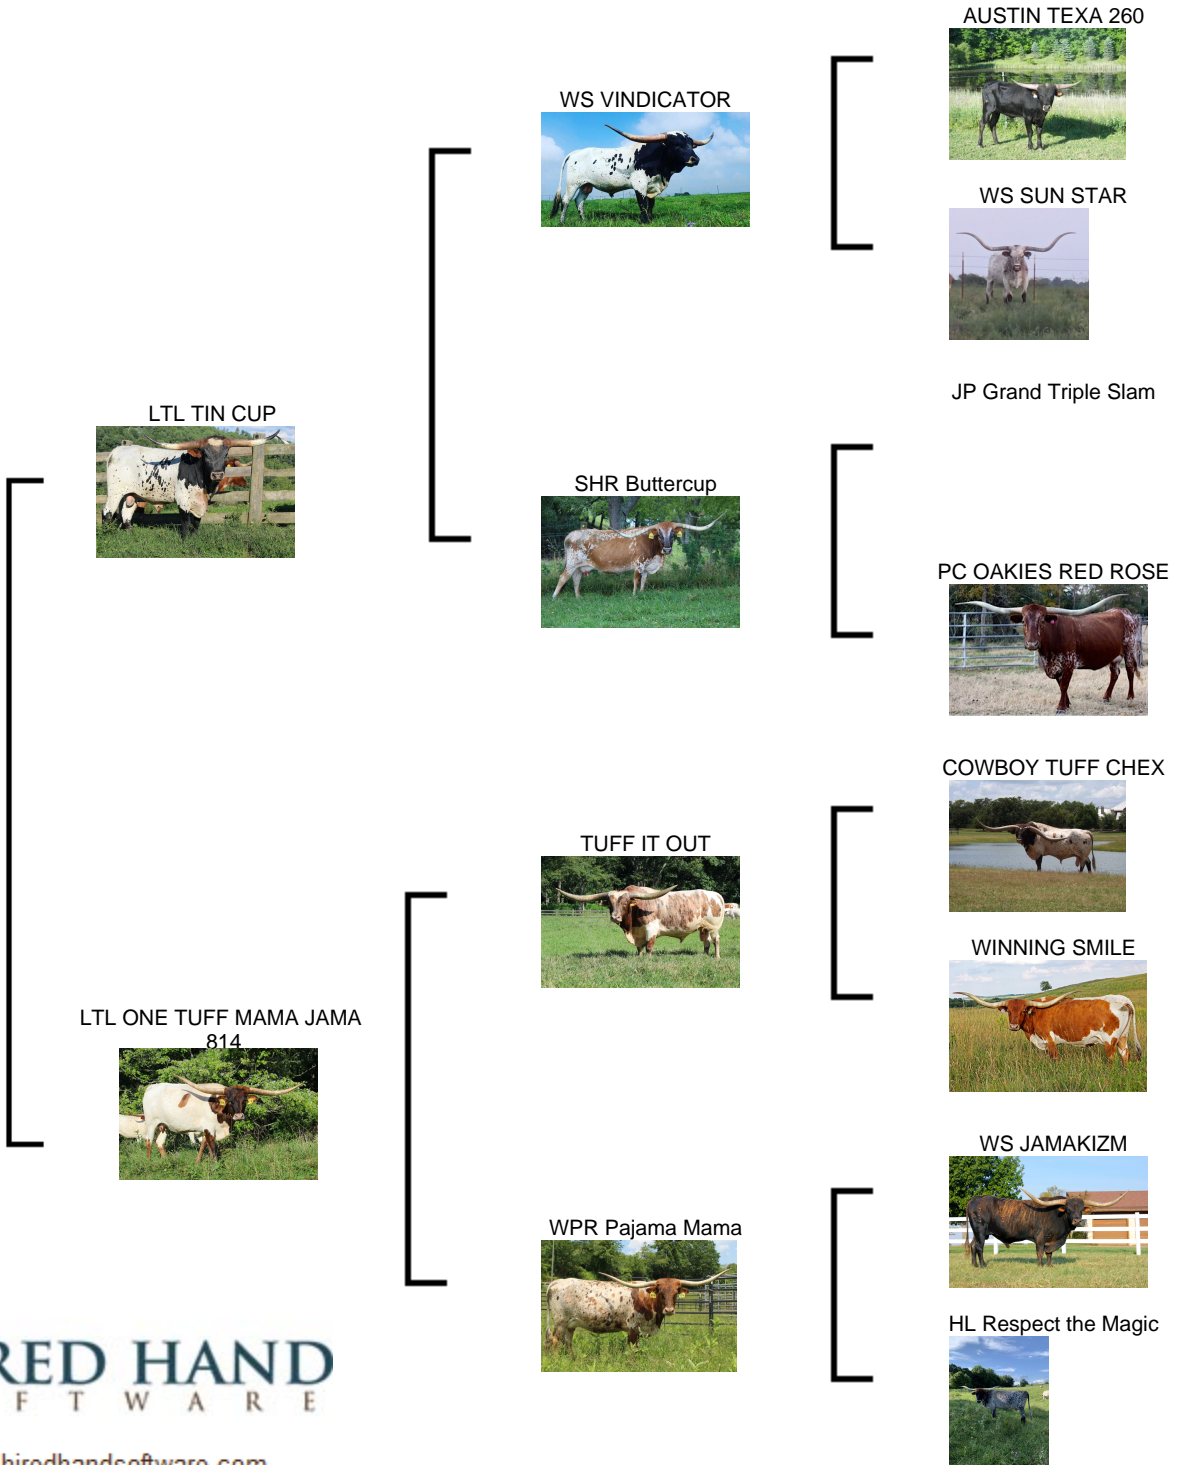 AUSTIN TEXA 260
WS VINDICATOR
WS SUN STAR
JP Grand Triple Slam
LTL TIN CUP
SHR Buttercup
PC OAKIES RED ROSE
COWBOY TUFF CHEX
TUFF IT OUT
WINNING SMILE
LTL ONE TUFF MAMA JAMA
814
WS JAMAKIZM
WPR Pajama Mama
HL Respect the Magic
RED HAND
F T W A R E
hiredhandsoftware.com